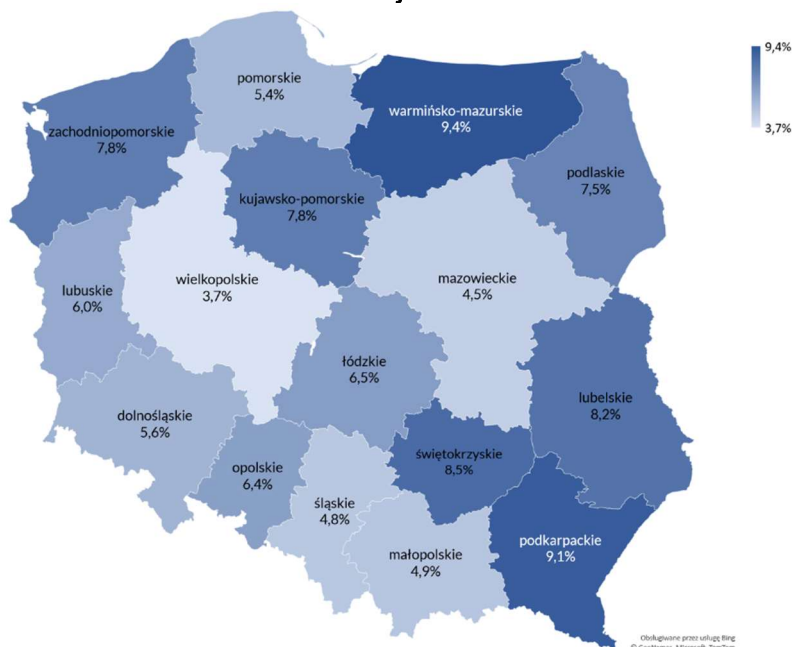 pomorskie
5,4%
warmińsko-mazurskie
9,4%
9,4%
3,7%
zachodniopomorskie
7,8%
podlaskie
7,5%
kujawsko-pomorskie
7,8%
wielkopolskie
3,7%
mazowieckie
4,5%
lubuskie
6,0%
łódzkie
6,5%
lubelskie
8,2%
dolnośląskie
5,6%
opolskie
6,4%
świętokrzyskie
8,5%
śląskie
4,8%
małopolskie
4,9%
podkarpackie
9,1%
Obsługiwane przez usługę Bing
© GeoNames, Microsoft, TomTom